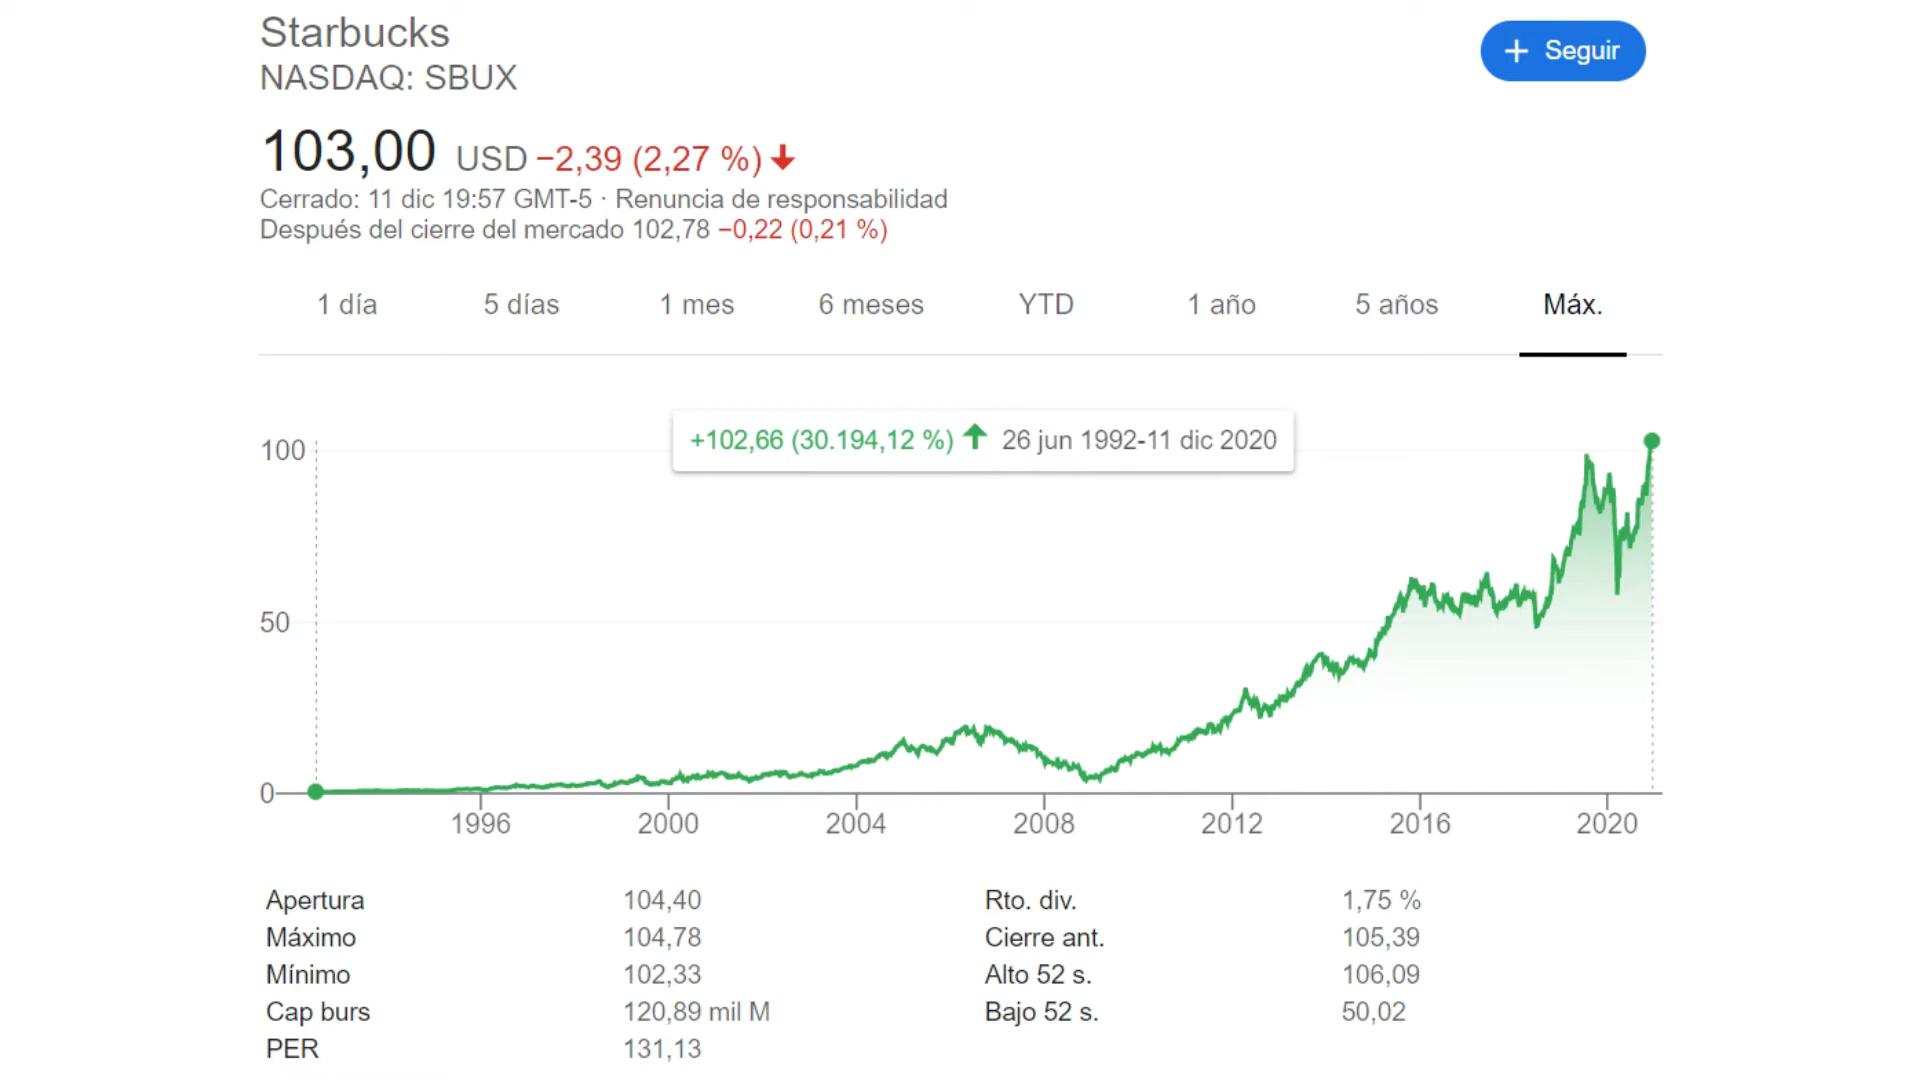 Starbucks
+ Seguir
NASDAQ: SBUX
103,00 USD −2,39 (2,27 %)
Cerrado: 11 dic 19:57 GMT-5 · Renuncia de responsabilidad
Después del cierre del mercado 102,78 −0,22 (0,21 %)
1 día 5 días 1 mes 6 meses YTD 1 año 5 años Máx.
+102,66 (30.194,12 %) 26 jun 1992-11 dic 2020
100
50
0
1996 2000 2004 2008 2012 2016 2020
Apertura 104,40 Rto. div. 1,75 %
Máximo 104,78 Cierre ant. 105,39
Mínimo 102,33 Alto 52 s. 106,09
Cap burs 120,89 mil M Bajo 52 s. 50,02
PER 131,13